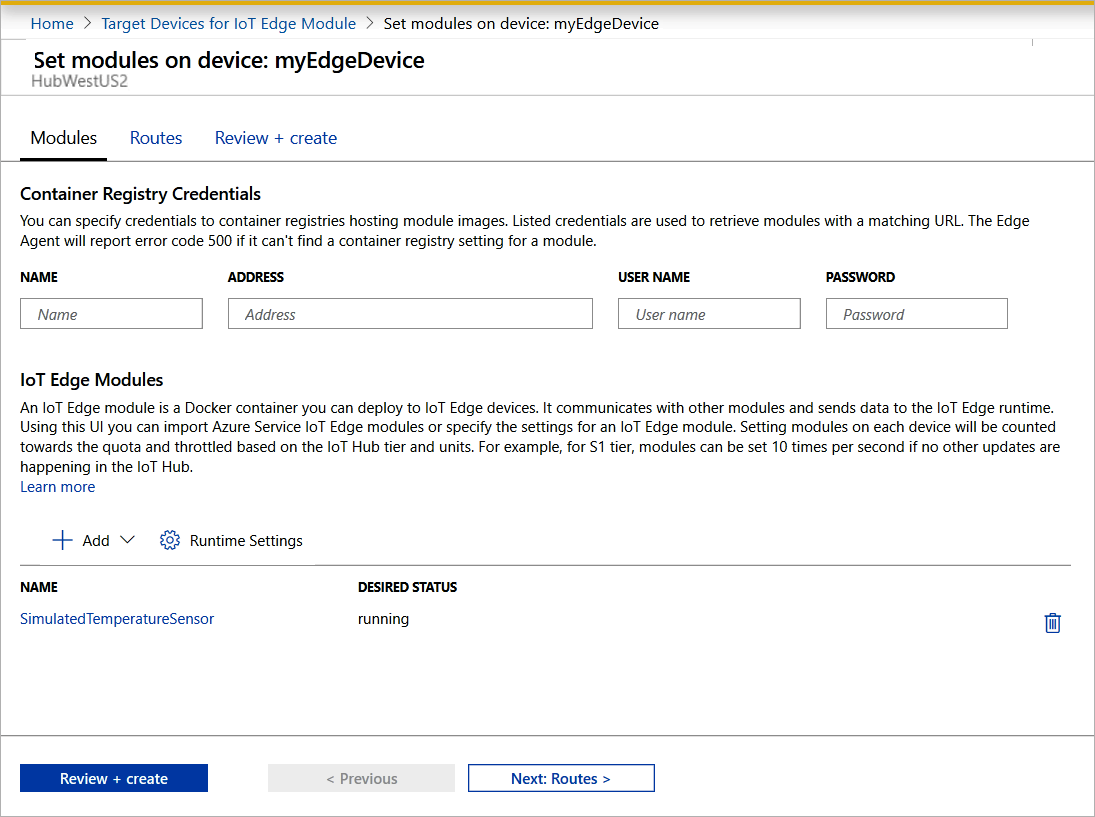 Home > Target Devices for IoT Edge Module > Set modules on device: myEdgeDevice
Set modules on device: myEdgeDevice
HubWestUS2
Modules Routes Review + create
Container Registry Credentials
You can specify credentials to container registries hosting module images. Listed credentials are used to retrieve modules with a matching URL. The Edge
Agent will report error code 500 if it can't find a container registry setting for a module.
NAME ADDRESS USER NAME PASSWORD
Name Address User name Password
IoT Edge Modules
An IoT Edge module is a Docker container you can deploy to IoT Edge devices. It communicates with other modules and sends data to the IoT Edge runtime.
Using this UI you can import Azure Service IoT Edge modules or specify the settings for an IoT Edge module. Setting modules on each device will be counted
towards the quota and throttled based on the IoT Hub tier and units. For example, for S1 tier, modules can be set 10 times per second if no other updates are
happening in the IoT Hub.
Learn more
Add Runtime Settings
NAME DESIRED STATUS
SimulatedTemperatureSensor running
Review + create < Previous Next: Routes >